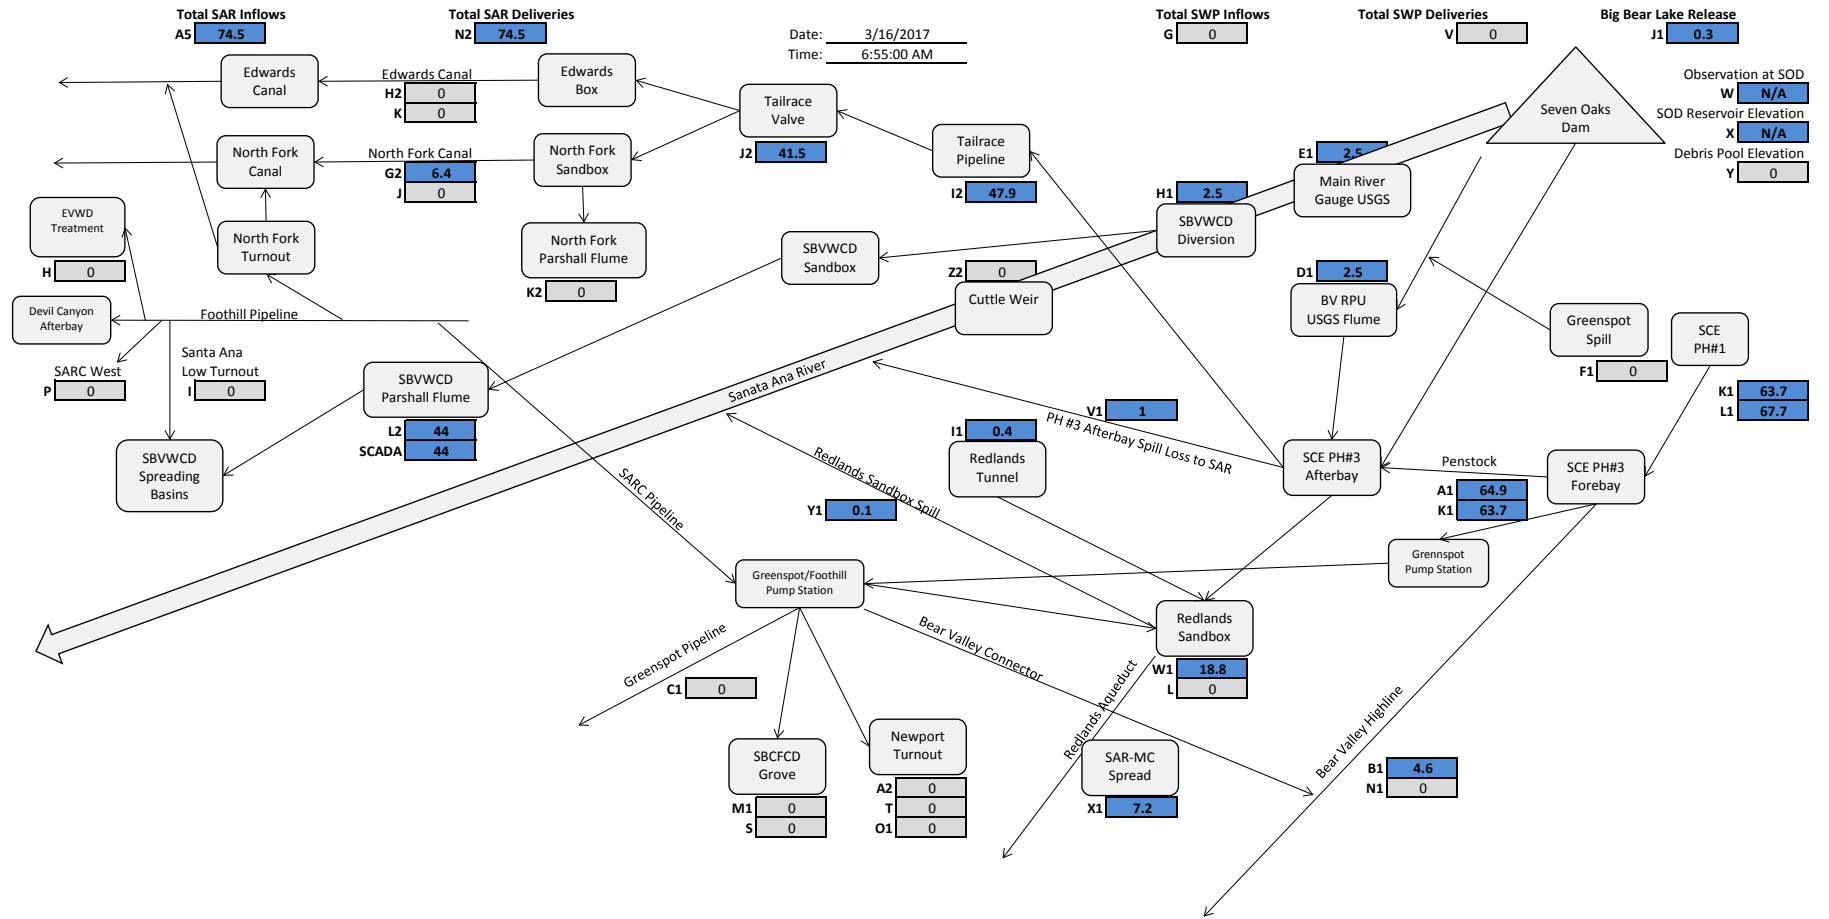 Total SAR Inflows
A5 74.5
Total SAR Deliveries
N2 74.5
Date: 3/16/2017
Time: 6:55:00 AM
Total SWP Inflows
G 0
Total SWP Deliveries
V 0
Big Bear Lake Release
J1 0.3
Observation at SOD
W N/A
SOD Reservoir Elevation
X N/A
Debris Pool Elevation
Y 0
Seven Oaks
Dam
Edwards
Canal
Edwards Canal
H2 0
K 0
Edwards
Box
Tailrace
Valve
J2 41.5
Tailrace
Pipeline
I2 47.9
E1 2.5
Main River
Gauge USGS
H1 2.5
SBVWCD
Diversion
North Fork
Canal
North Fork Canal
G2 6.4
J 0
North Fork
Sandbox
EVWD
Treatment
H 0
North Fork
Turnout
North Fork
Parshall Flume
K2 0
SBVWCD
Sandbox
Z2 0
Cuttle Weir
D1 2.5
BV RPU
USGS Flume
Greenspot
Spill
F1 0
SCE
PH#1
K1 63.7
L1 67.7
Devil Canyon
Afterbay
Foothill Pipeline
SARC West
P 0
Santa Ana
Low Turnout
I 0
SBVWCD
Parshall Flume
L2 44
SCADA 44
Sanata Ana River
V1 1
PH #3 Afterbay Spill Loss to SAR
I1 0.4
Redlands
Tunnel
SCE PH#3
Afterbay
Penstock
A1 64.9
K1 63.7
SCE PH#3
Forebay
SBVWCD
Spreading
Basins
SARC Pipeline
Redlands Sandbox Spill
Y1 0.1
Grennspot
Pump Station
Greenspot/Foothill
Pump Station
Redlands
Sandbox
W1 18.8
L 0
Greenspot Pipeline
C1 0
Bear Valley Connector
Redlands Aqueduct
Bear Valley Highline
SBCFCD
Grove
M1 0
S 0
Newport
Turnout
A2 0
T 0
O1 0
SAR-MC
Spread
X1 7.2
B1 4.6
N1 0